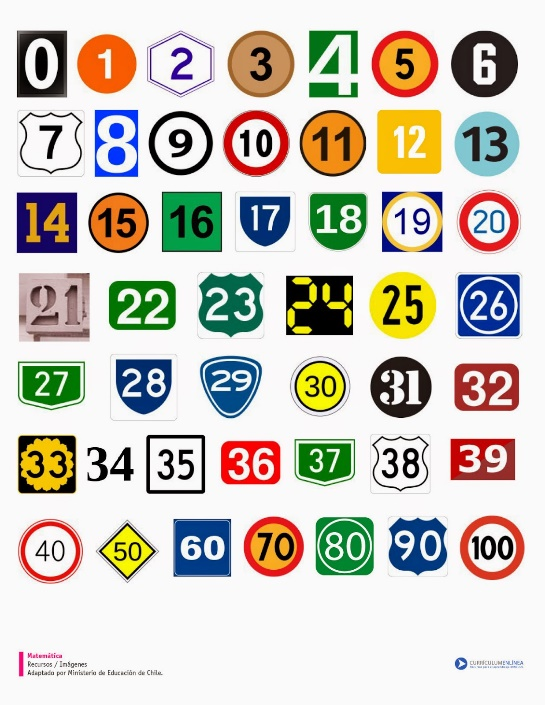 0 1 2 3 4 5 6
7 8 9 10 11 12 13
14 15 16 17 18 19 20
21 22 23 24 25 26
27 28 29 30 31 32
33 34 35 36 37 38 39
40 50 60 70 80 90 100
Matemática
Recursos / Imágenes
Adaptado por Ministerio de Educación de Chile.
CURRÍCULUMENLÍNEA